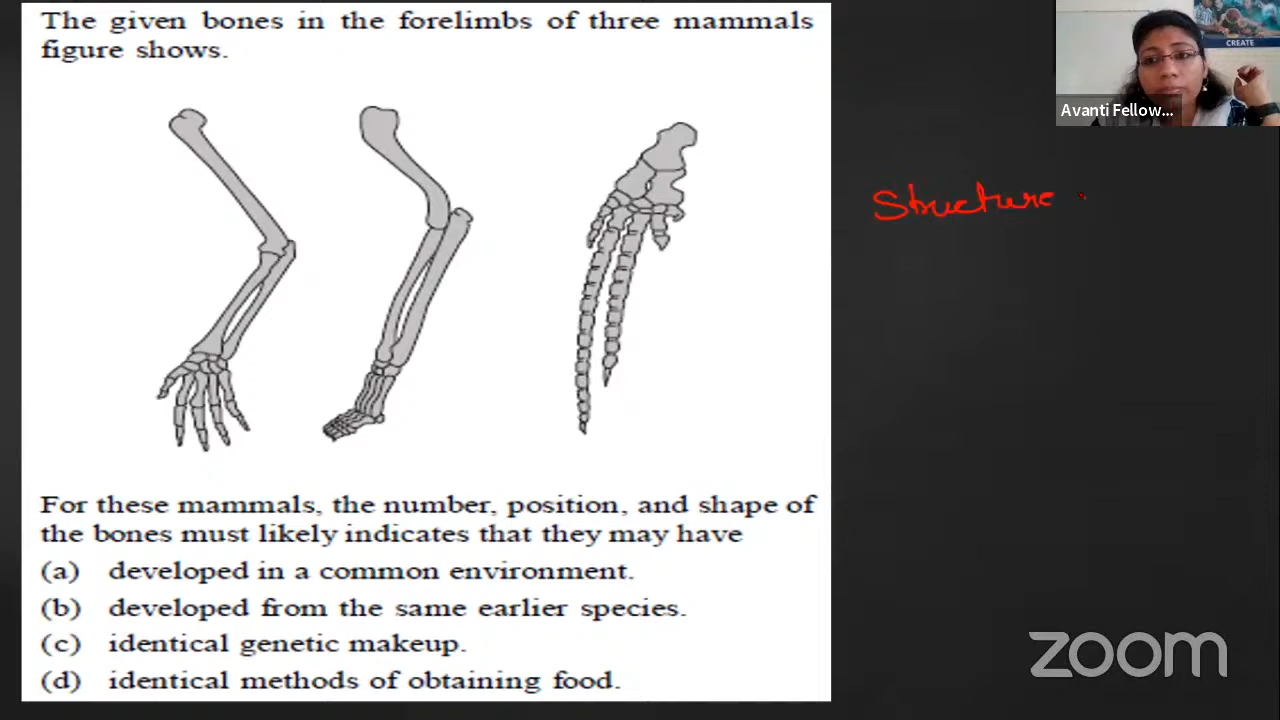 The given bones in the forelimbs of three mammals
figure shows.
CREATE
Avanti Fellow...
Structure
For these mammals, the number, position, and shape of
the bones must likely indicates that they may have
(a) developed in a common environment.
(b) developed from the same earlier species.
(c) identical genetic makeup.
(d) identical methods of obtaining food.
zoom